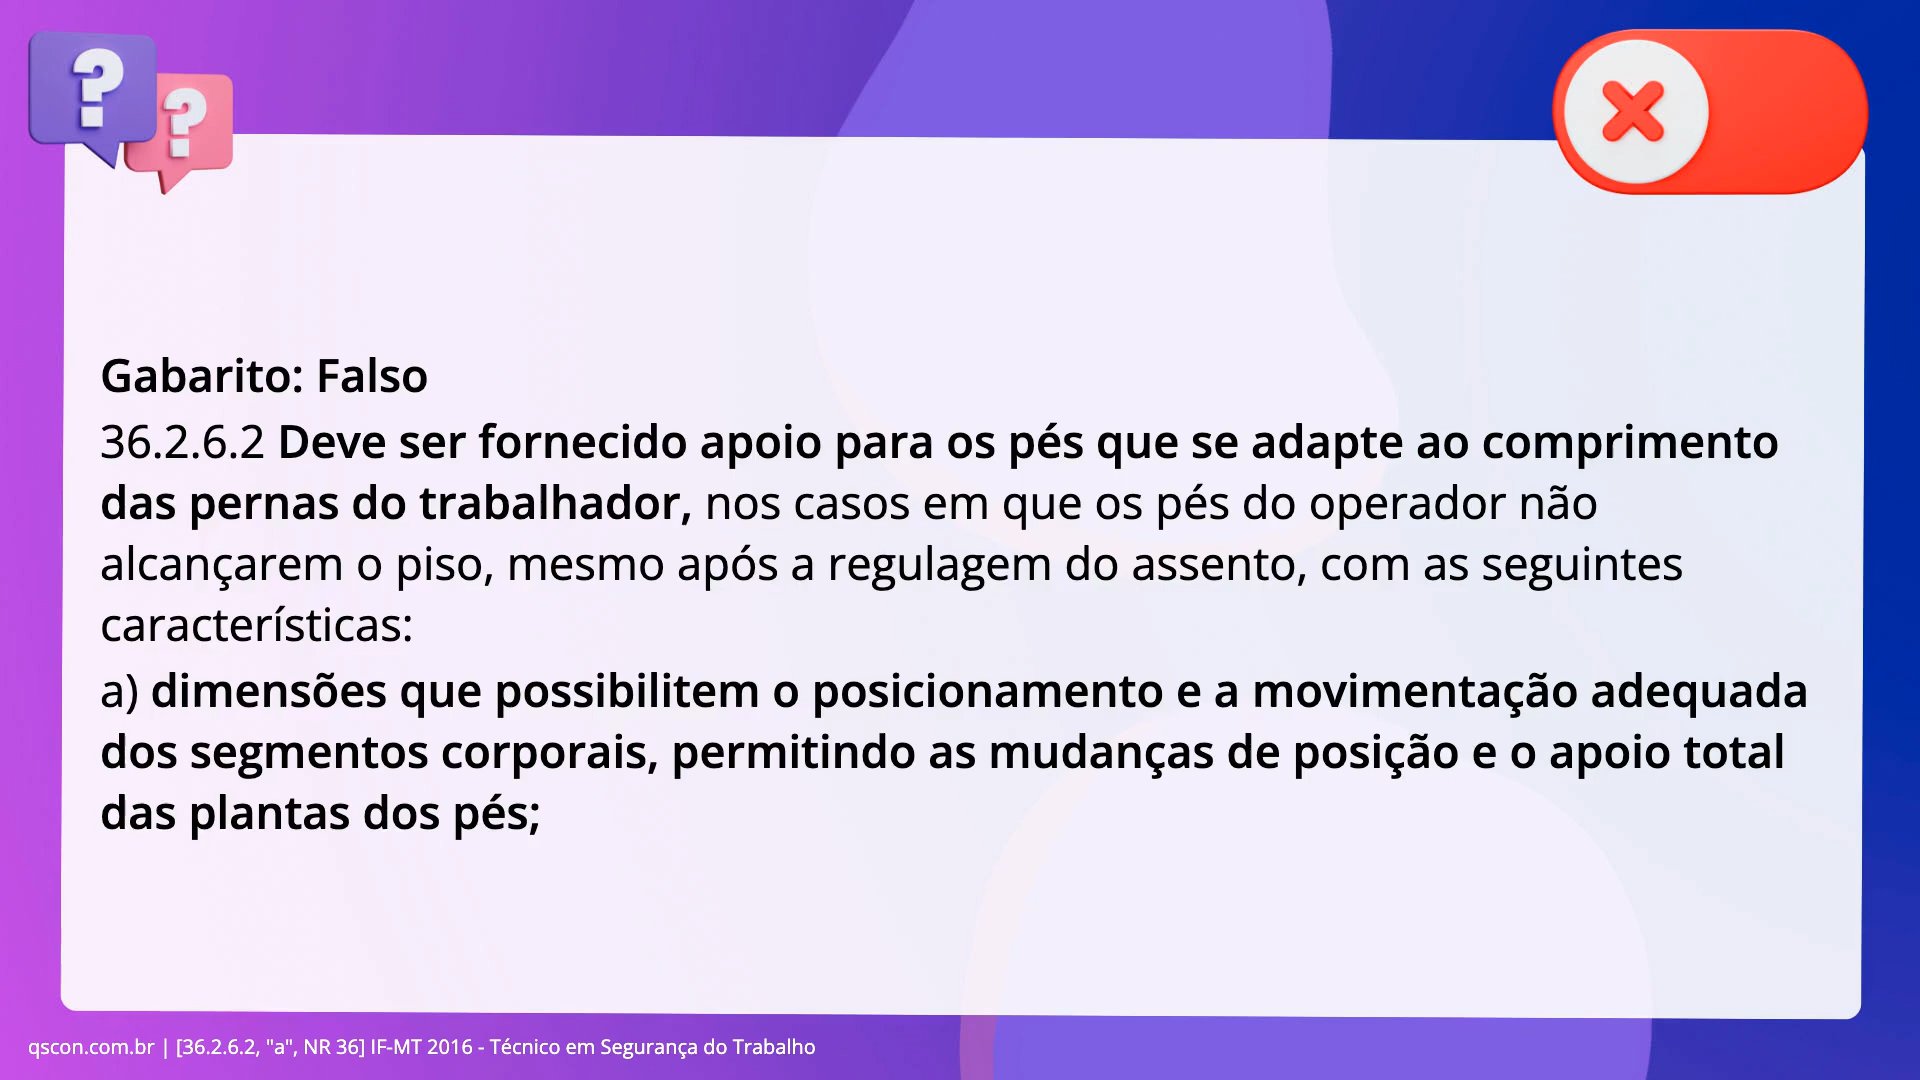 ?
?
Gabarito: Falso
36.2.6.2 Deve ser fornecido apoio para os pés que se adapte ao comprimento
das pernas do trabalhador, nos casos em que os pés do operador não
alcançarem o piso, mesmo após a regulagem do assento, com as seguintes
características:
a) dimensões que possibilitem o posicionamento e a movimentação adequada
dos segmentos corporais, permitindo as mudanças de posição e o apoio total
das plantas dos pés;
qscon.com.br | [36.2.6.2, "a", NR 36] IF-MT 2016 - Técnico em Segurança do Trabalho